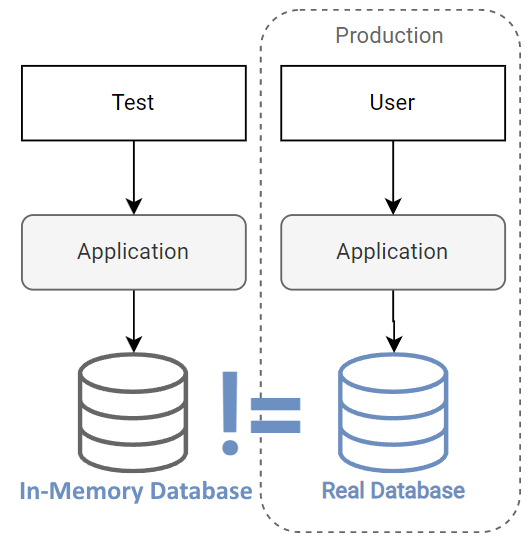 Production
Test
User
Application
Application
!=
In-Memory Database
Real Database